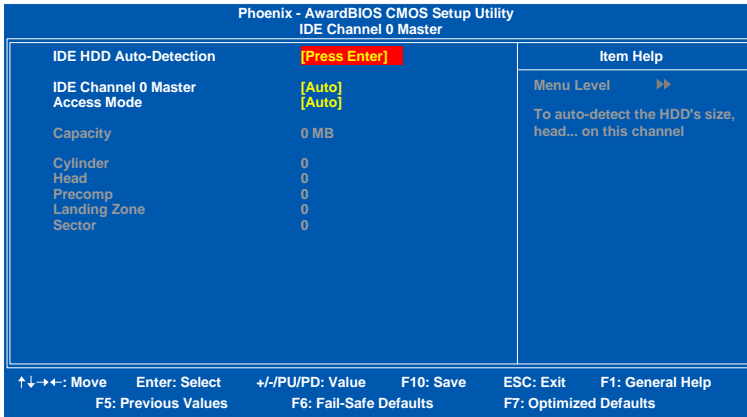 Phoenix - AwardBIOS CMOS Setup Utility
IDE Channel 0 Master
IDE HDD Auto-Detection [Press Enter]
IDE Channel 0 Master [Auto]
Access Mode [Auto]
Capacity 0 MB
Cylinder 0
Head 0
Precomp 0
Landing Zone 0
Sector 0
Item Help
Menu Level ▶▶
To auto-detect the HDD's size,
head... on this channel
↑↓→←: Move Enter: Select +/-/PU/PD: Value F10: Save ESC: Exit F1: General Help
F5: Previous Values F6: Fail-Safe Defaults F7: Optimized Defaults